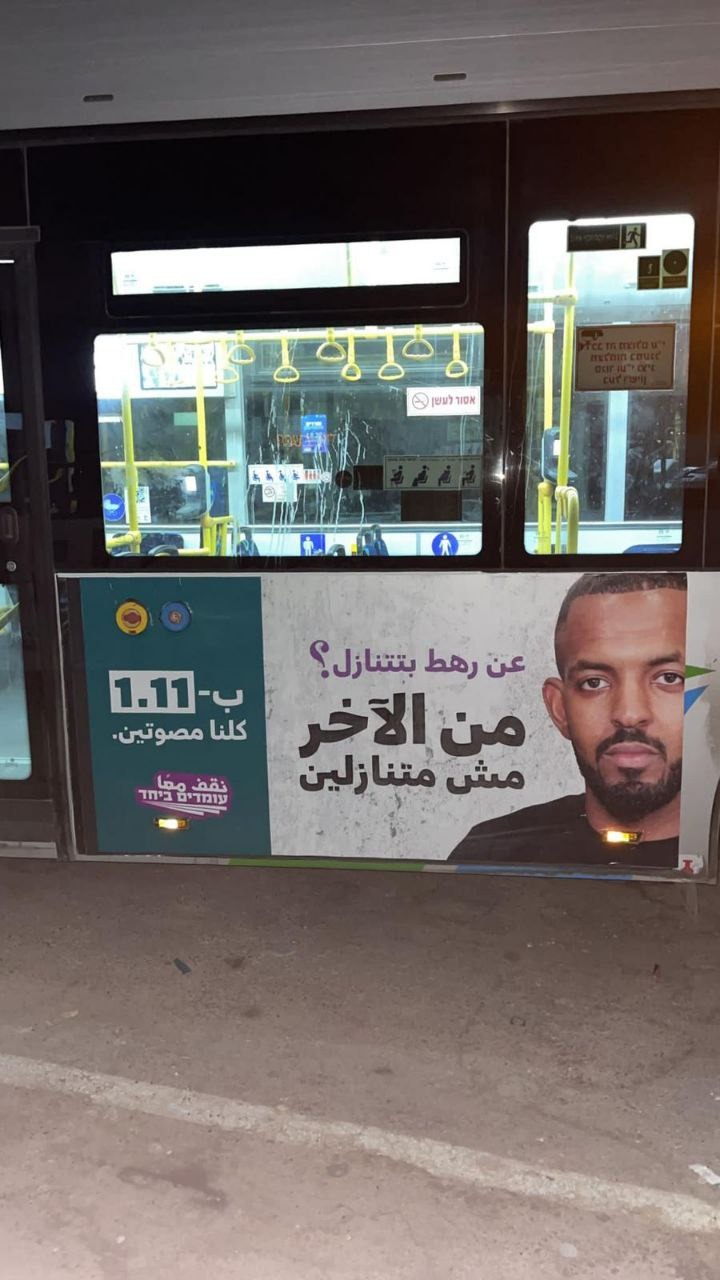 אסור לעשן
عن رهط بتتنازل؟
من الآخر
مش متنازلين
ب-1.11
كلنا مصوتين.
نقف معًا
עומדים ביחד